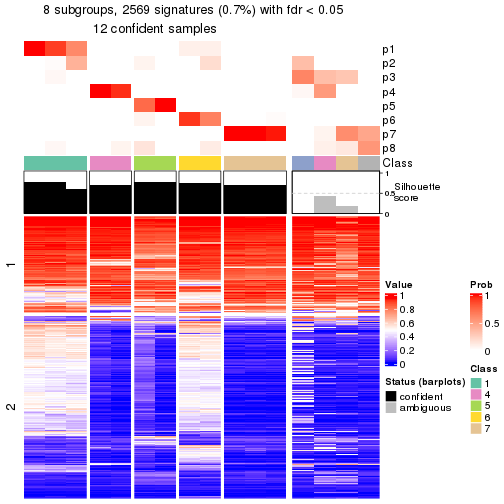 8 subgroups, 2569 signatures (0.7%) with fdr < 0.05
12 confident samples
p1
p2
p3
p4
p5
p6
p7
p8
Class
1
0.5
0
Silhouette
score
1
2
Value
1
0.8
0.6
0.4
0.2
0
Status (barplots)
confident
ambiguous
Prob
1
0.5
0
Class
1
4
5
6
7